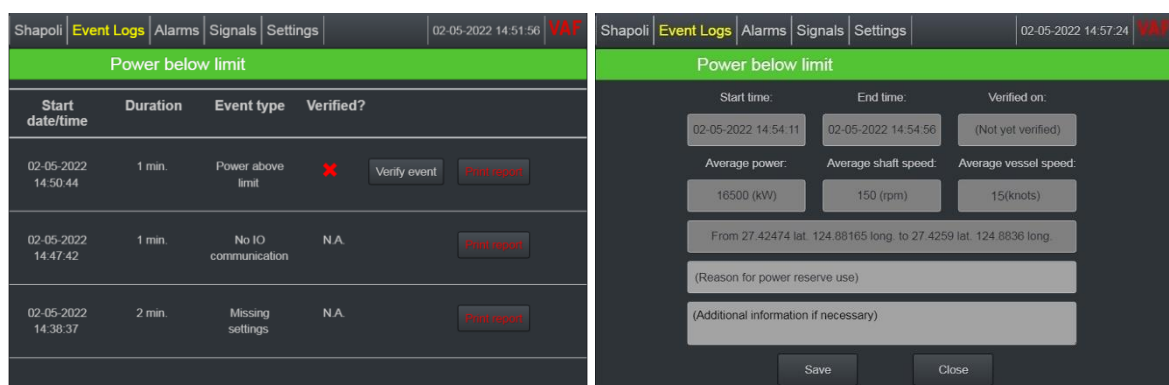 Shapoli Event Logs Alarms Signals Settings 02-05-2022 14:51:56 VAF
Power below limit
Start date/time Duration Event type Verified?
02-05-2022 14:50:44 1 min. Power above limit Verify event Print report
02-05-2022 14:47:42 1 min. No IO communication N.A. Print report
02-05-2022 14:38:37 2 min. Missing settings N.A. Print report
Shapoli Event Logs Alarms Signals Settings 02-05-2022 14:57:24 VAF
Power below limit
Start time: End time: Verified on:
02-05-2022 14:54:11 02-05-2022 14:54:56 (Not yet verified)
Average power: Average shaft speed: Average vessel speed:
16500 (kW) 150 (rpm) 15(knots)
From 27.42474 lat. 124.88165 long. to 27.4259 lat. 124.8836 long.
(Reason for power reserve use)
(Additional information if necessary)
Save Close